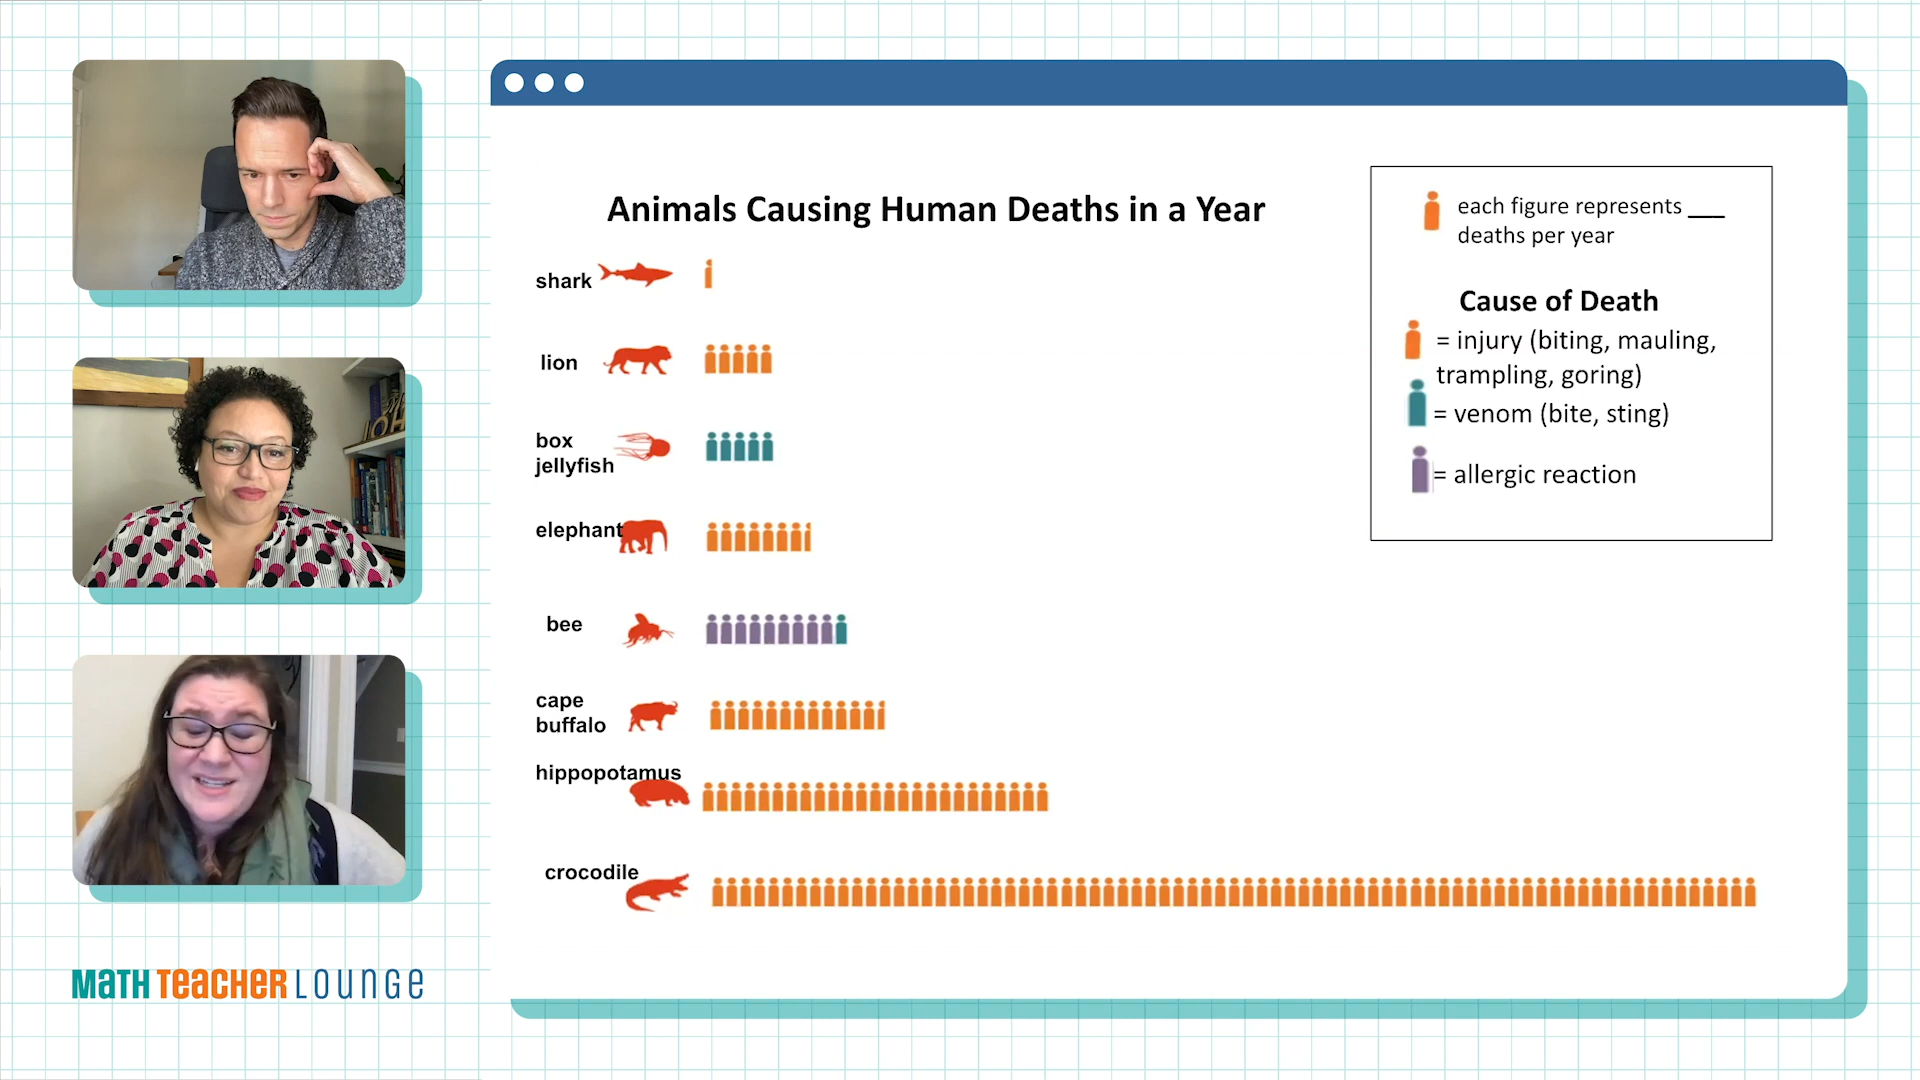 Animals Causing Human Deaths in a Year
shark
lion
box
jellyfish
elephant
bee
cape
buffalo
hippopotamus
crocodile
each figure represents ___
deaths per year
Cause of Death
= injury (biting, mauling,
trampling, goring)
= venom (bite, sting)
= allergic reaction
MATH TEACHER LOUNGE